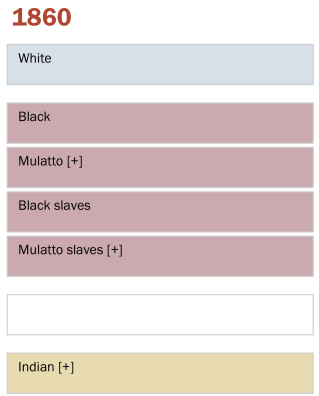 1860
White
Black
Mulatto [+]
Black slaves
Mulatto slaves [+]
Indian [+]